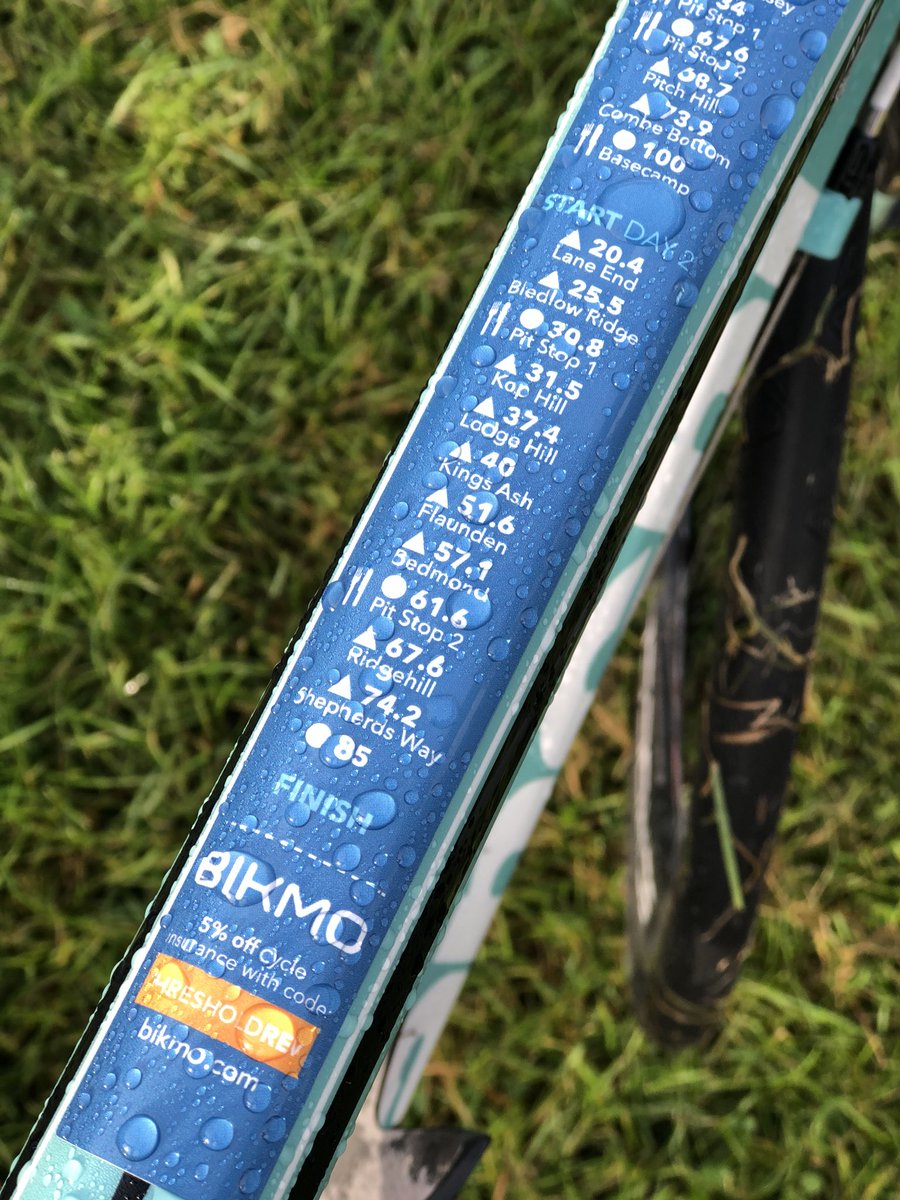 34
Pit Stop 1
67.6
Pit Stop 2
68.7
Pitch Hill
73.9
Combe Bottom
100
Basecamp
START DAY 2
20.4
Lane End
25.5
Bledlow Ridge
30.8
Pit Stop 1
31.5
Kop Hill
37.4
Lodge Hill
40
Kings Ash
51.6
Flaunden
57.1
Bedmond
61.6
Pit Stop 2
67.6
Ridgehill
74.2
Shepherds Way
85
FINISH
BIKMO
5% off cycle
insurance with code:
bikmo.com